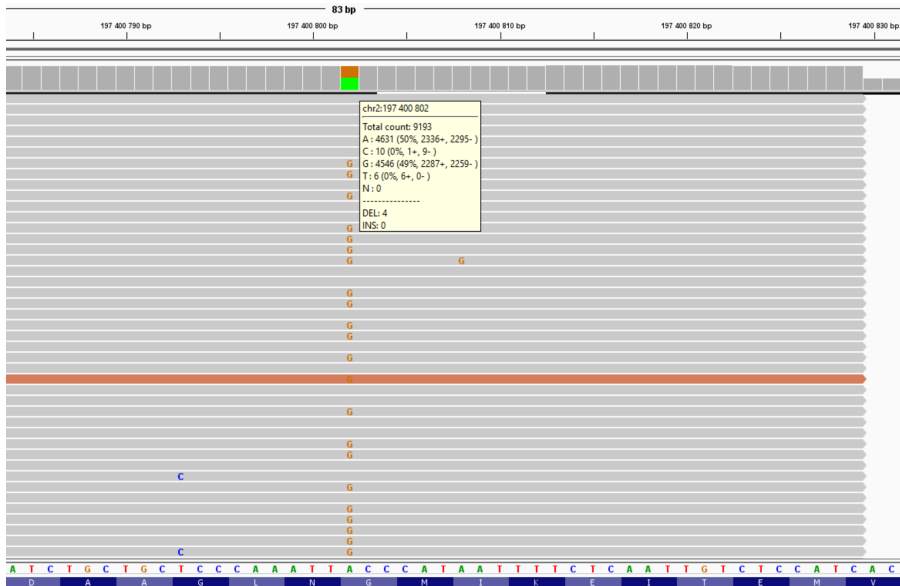 83 bp
197 400 790 bp 197 400 800 bp 197 400 810 bp 197 400 820 bp 197 400 830 bp
chr2:197 400 802
Total count: 9193
A : 4631 (50%, 2336+, 2295- )
C : 10 (0%, 1+, 9- )
G : 4546 (49%, 2287+, 2259- )
T : 6 (0%, 6+, 0- )
N : 0
---------------
DEL: 4
INS: 0
G
G
G
G
G
G
G G
G
G
G
G
G
G
G
G
G
C
G
G
G
G
G
C G
A T C T G C T G C T C C C A A A T T A C C C A T A A T T T T C T C A A T T G T C T C C A T C A C
D A A G L N G M I K E I T E M V